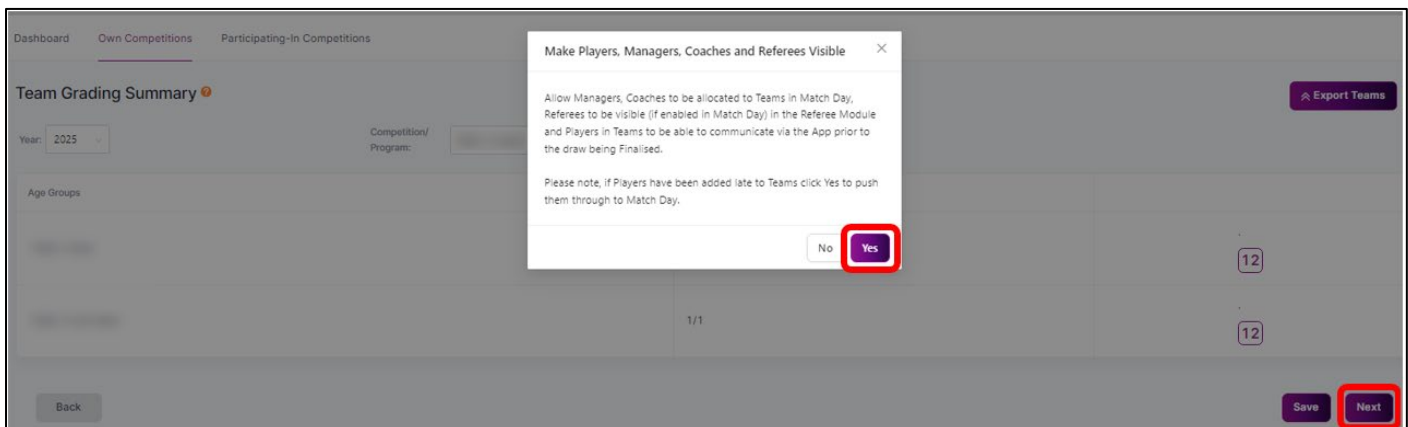 Dashboard Own Competitions Participating-In Competitions
Make Players, Managers, Coaches and Referees Visible
Team Grading Summary
Export Teams
Allow Managers, Coaches to be allocated to Teams in Match Day,
Referees to be visible (if enabled in Match Day) in the Referee Module
and Players in Teams to be able to communicate via the App prior to
the draw being Finalised.
Year: 2025
Competition/
Program:
Please note, if Players have been added late to Teams click Yes to push
them through to Match Day.
Age Groups
No Yes
12
1/1
12
Back Save Next